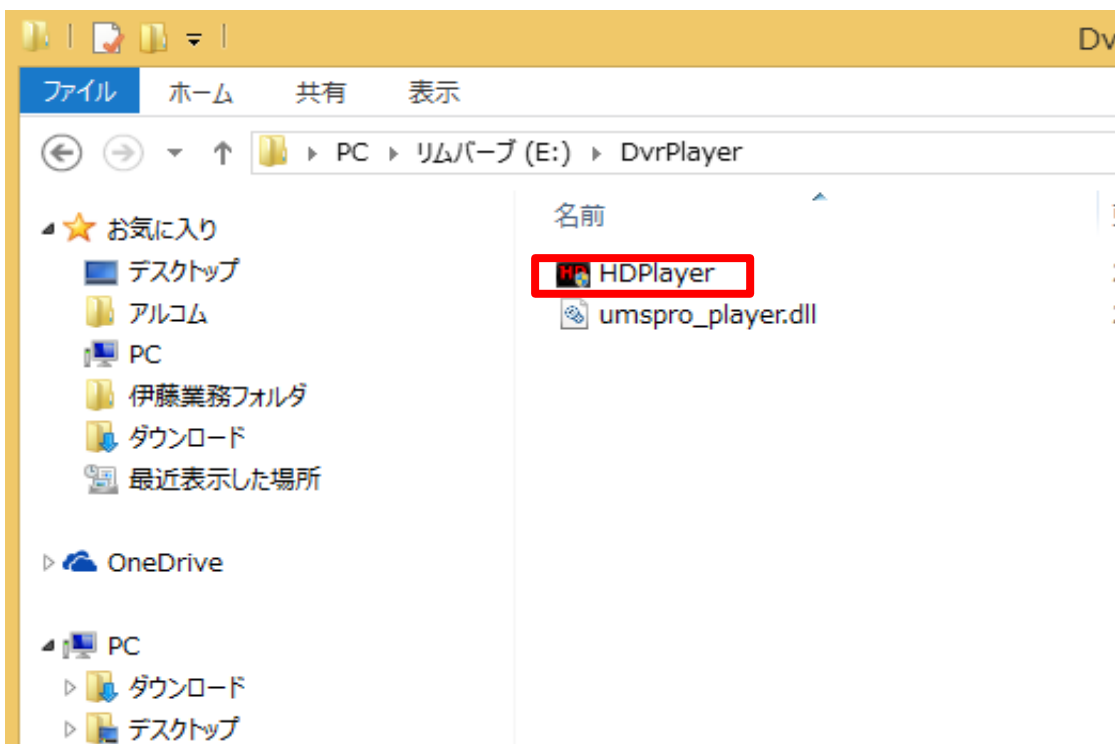 Dv
ファイル ホーム 共有 表示
PC リムバーブ (E:) DvrPlayer
お気に入り
デスクトップ
アルコム
PC
伊藤業務フォルダ
ダウンロード
最近表示した場所
OneDrive
PC
ダウンロード
デスクトップ
名前
HDPlayer
umspro_player.dll